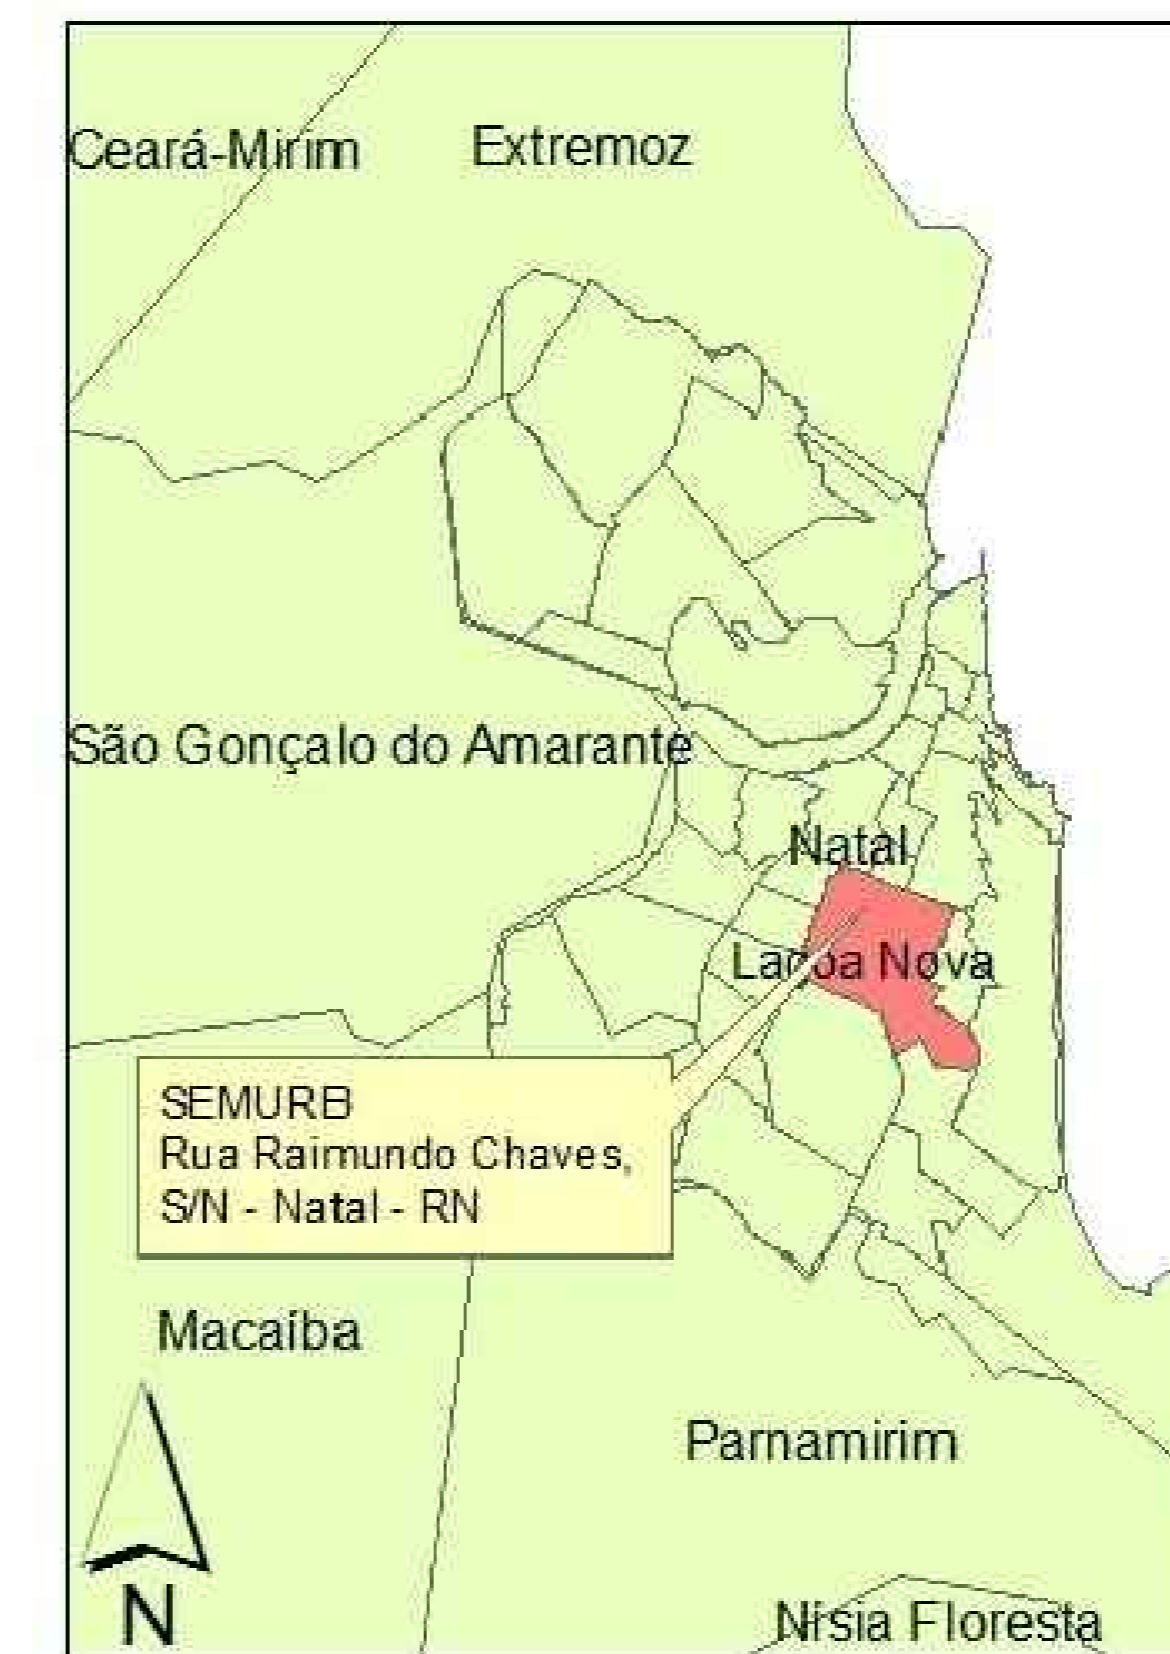 Ceará-Mirim
Extremoz
São Gonçalo do Amarante
Natal
Lagoa Nova
SEMURB
Rua Raimundo Chaves,
S/N - Natal - RN
Macaiba
Parnamirim
N
Nísia Floresta